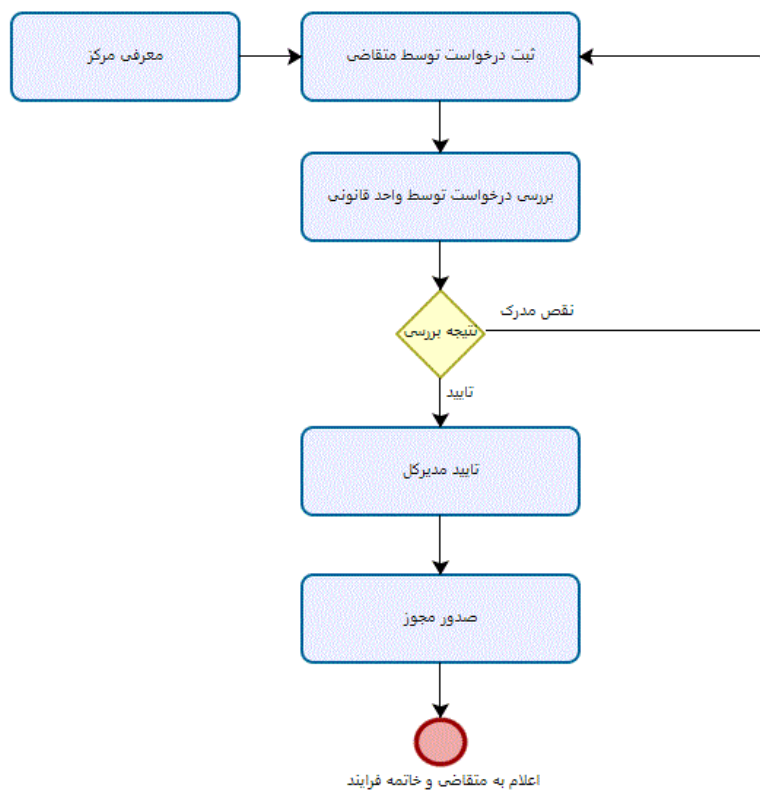 معرفی مرکز
ثبت درخواست توسط متقاضی
بررسی درخواست توسط واحد قانونی
نتیجه بررسی
نقص مدرک
تایید
تایید مدیرکل
صدور مجوز
اعلام به متقاضی و خاتمه فرایند